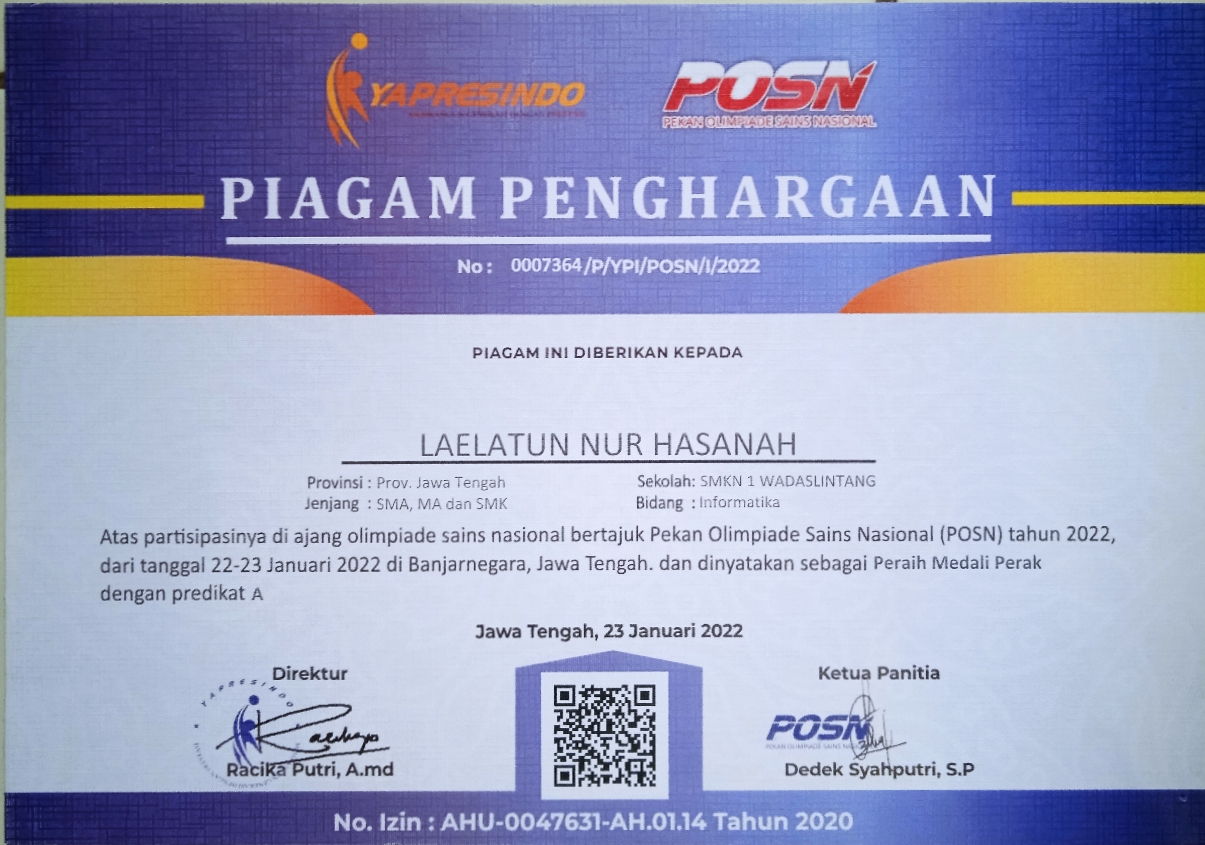 YAPRESINDO
POSN
PEKAN OLIMPIADE SAINS NASIONAL
PIAGAM PENGHARGAAN
No : 0007364/P/YPI/POSN/I/2022
PIAGAM INI DIBERIKAN KEPADA
LAELATUN NUR HASANAH
Provinsi : Prov. Jawa Tengah Sekolah: SMKN 1 WADASLINTANG
Jenjang : SMA, MA dan SMK Bidang : Informatika
Atas partisipasinya di ajang olimpiade sains nasional bertajuk Pekan Olimpiade Sains Nasional (POSN) tahun 2022,
dari tanggal 22-23 Januari 2022 di Banjarnegara, Jawa Tengah. dan dinyatakan sebagai Peraih Medali Perak
dengan predikat A
Jawa Tengah, 23 Januari 2022
Direktur Ketua Panitia
YAPRESINDO
POSN
PEKAN OLIMPIADE SAINS NASIONAL
Racika Putri, A.md Dedek Syahputri, S.P
No. Izin : AHU-0047631-AH.01.14 Tahun 2020